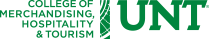 COLLEGE OF
MERCHANDISING,
HOSPITALITY
& TOURISM
UNT